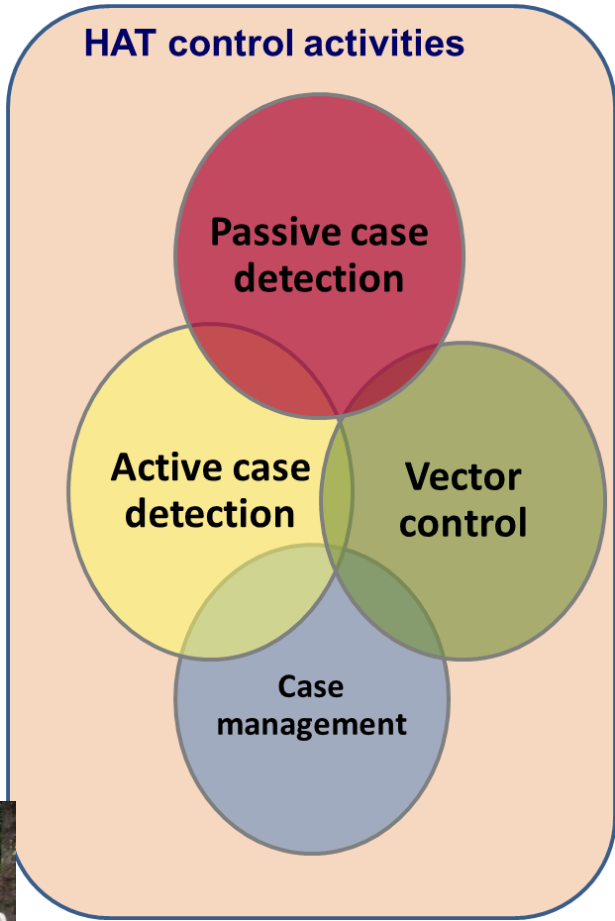 HAT control activities
Passive case
detection
Active case
detection
Vector
control
Case
management